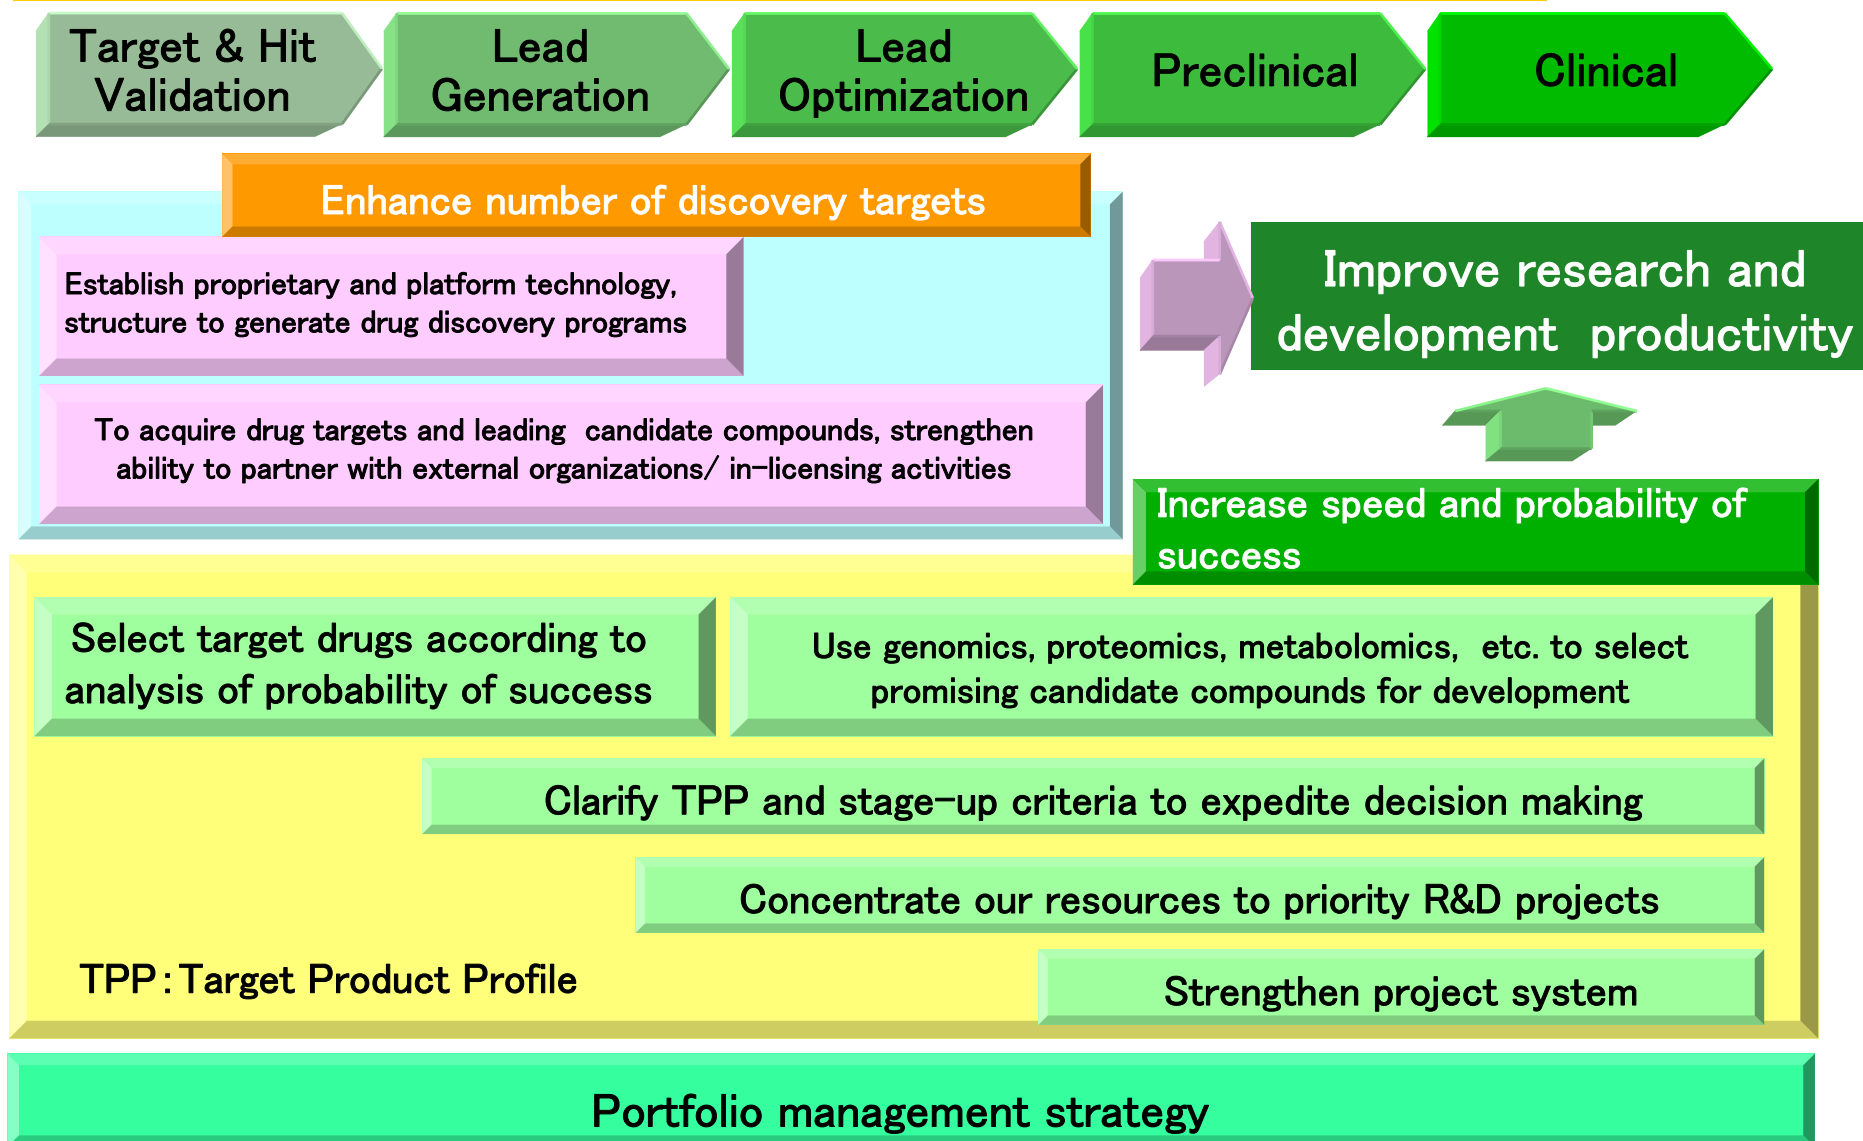 Target & Hit
Validation
Lead
Generation
Lead
Optimization
Preclinical
Clinical
Enhance number of discovery targets
Establish proprietary and platform technology,
structure to generate drug discovery programs
To acquire drug targets and leading candidate compounds, strengthen
ability to partner with external organizations/ in-licensing activities
Improve research and
development productivity
Increase speed and probability of
success
Select target drugs according to
analysis of probability of success
Use genomics, proteomics, metabolomics, etc. to select
promising candidate compounds for development
Clarify TPP and stage-up criteria to expedite decision making
Concentrate our resources to priority R&D projects
TPP:Target Product Profile
Strengthen project system
Portfolio management strategy